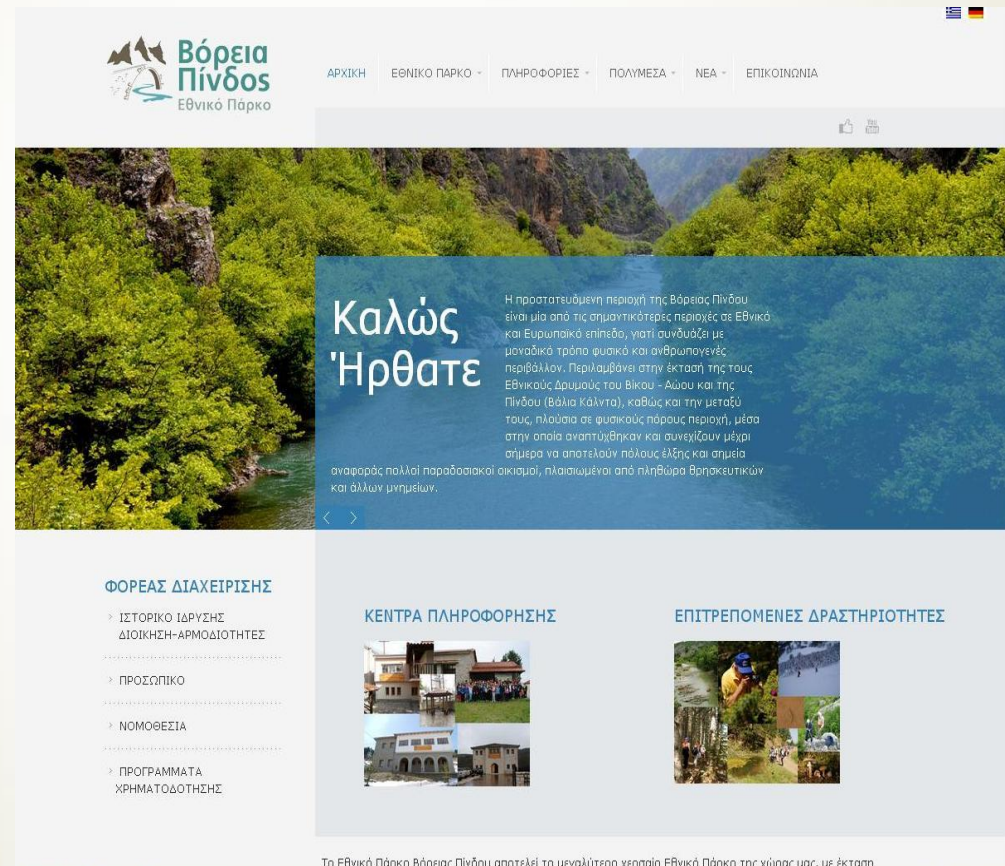 Βόρεια
Πίνδος
Εθνικό Πάρκο
ΑΡΧΙΚΗ ΕΘΝΙΚΟ ΠΑΡΚΟ ΠΛΗΡΟΦΟΡΙΕΣ ΠΟΛΥΜΕΣΑ ΝΕΑ ΕΠΙΚΟΙΝΩΝΙΑ
You Tube
Καλώς
Ήρθατε
Η προστατευόμενη περιοχή της Βόρειας Πίνδου
είναι μία από τις σημαντικότερες περιοχές σε Εθνικό
και Ευρωπαϊκό επίπεδο, γιατί συνδυάζει με
μοναδικό τρόπο φυσικό και ανθρωπογενές
περιβάλλον. Περιλαμβάνει στην έκτασή της τους
Εθνικούς Δρυμούς του Βίκου - Αώου και της
Πίνδου (Βάλια Κάλντα), καθώς και την μεταξύ
τους, πλούσια σε φυσικούς πόρους περιοχή, μέσα
στην οποία αναπτύχθηκαν και συνεχίζουν μέχρι
σήμερα να αποτελούν πόλους έλξης και σημεία
αναφοράς πολλοί παραδοσιακοί οικισμοί, πλαισιωμένοι από πληθώρα θρησκευτικών
και άλλων μνημείων.
ΦΟΡΕΑΣ ΔΙΑΧΕΙΡΙΣΗΣ
ΙΣΤΟΡΙΚΟ ΙΔΡΥΣΗΣ
ΔΙΟΙΚΗΣΗ-ΑΡΜΟΔΙΟΤΗΤΕΣ
ΠΡΟΣΩΠΙΚΟ
ΝΟΜΟΘΕΣΙΑ
ΠΡΟΓΡΑΜΜΑΤΑ
ΧΡΗΜΑΤΟΔΟΤΗΣΗΣ
ΚΕΝΤΡΑ ΠΛΗΡΟΦΟΡΗΣΗΣ
ΕΠΙΤΡΕΠΟΜΕΝΕΣ ΔΡΑΣΤΗΡΙΟΤΗΤΕΣ
Το Εθνικό Πάρκο Βόρειας Πίνδου αποτελεί το μεγαλύτερο χερσαίο Εθνικό Πάρκο της χώρας μας, με έκταση